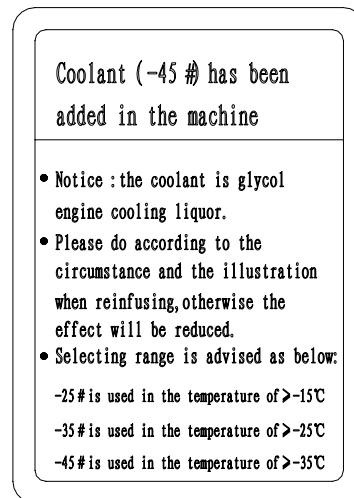 Coolant (-45 #) has been
added in the machine
• Notice : the coolant is glycol
engine cooling liquor.
• Please do according to the
circumstance and the illustration
when reinfusing, otherwise the
effect will be reduced.
• Selecting range is advised as below:
-25 # is used in the temperature of >-15℃
-35 # is used in the temperature of >-25℃
-45 # is used in the temperature of >-35℃